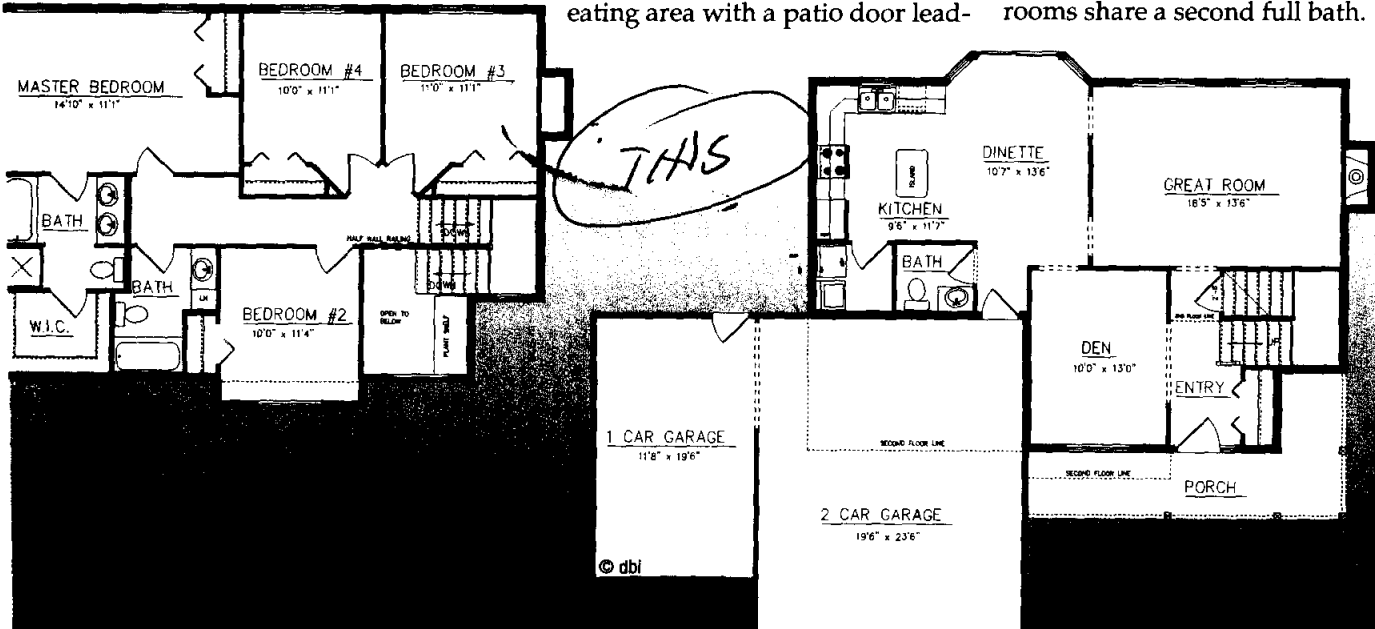 eating area with a patio door lead-
rooms share a second full bath.
MASTER BEDROOM
14'10" x 11'1"
BEDROOM #4
10'0" x 11'1"
BEDROOM #3
11'0" x 11'1"
THIS
BATH
HALF WALL RAILING
DOWN
DOWN
BATH
LN
W.I.C.
BEDROOM #2
10'0" x 11'4"
OPEN TO
BELOW
PLANT SHELF
DINETTE
10'7" x 13'6"
ISLAND
KITCHEN
9'6" x 11'7"
GREAT ROOM
18'5" x 13'6"
BATH
2ND FLOOR LINE
UP
DEN
10'0" x 13'0"
ENTRY
1 CAR GARAGE
11'8" x 19'6"
SECOND FLOOR LINE
SECOND FLOOR LINE
PORCH
2 CAR GARAGE
19'6" x 23'6"
© dbi